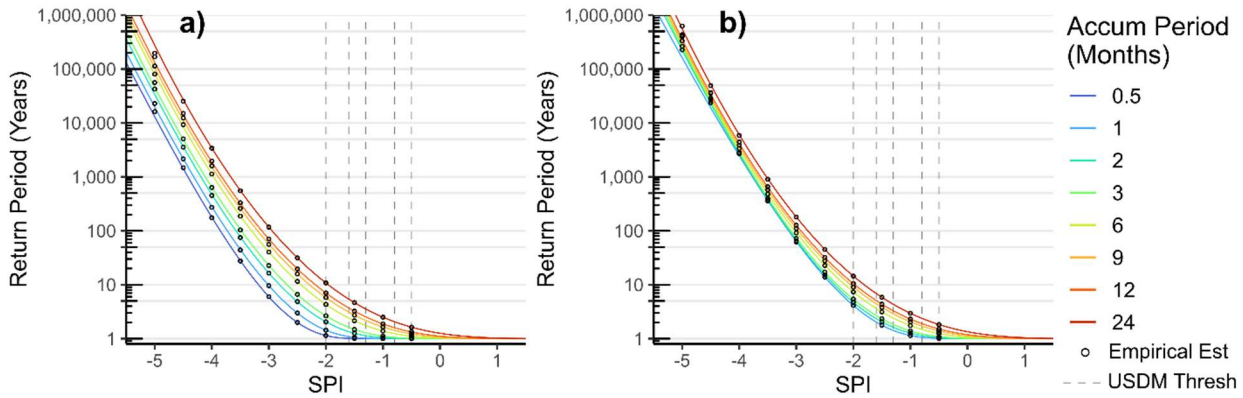 a)
1,000,000
100,000
10,000
1,000
100
10
1
Return Period (Years)
-5 -4 -3 -2 -1 0 1
SPI
b)
1,000,000
100,000
10,000
1,000
100
10
1
Return Period (Years)
-5 -4 -3 -2 -1 0 1
SPI
Accum Period
(Months)
0.5
1
2
3
6
9
12
24
Empirical Est
USDM Thresh